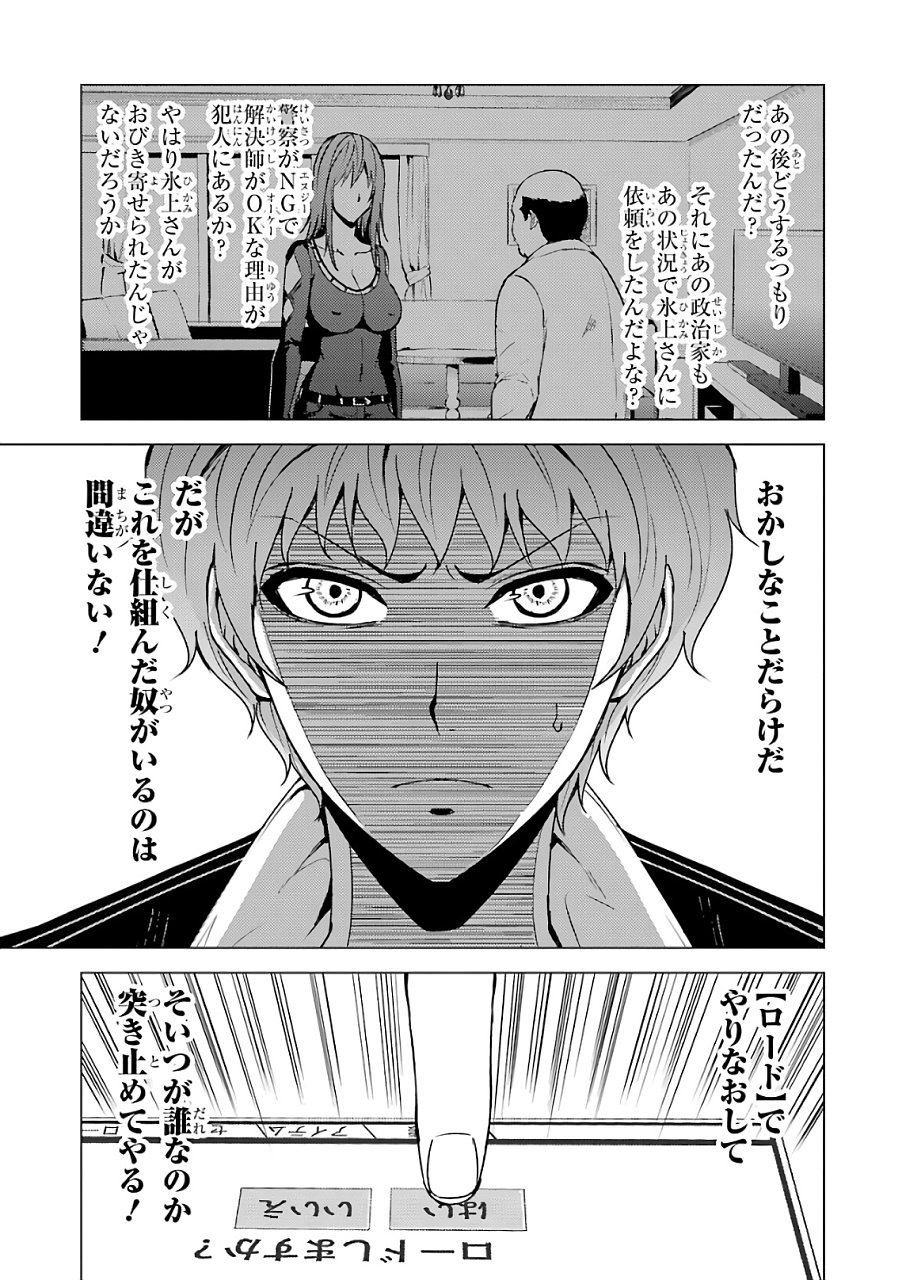 あの後どうするつもり
だったんだ？
それにあの政治家も
あの状況で氷上さんに
依頼をしたんだよな？
警察がNGで
解決師がOKな理由が
犯人にあるか？
やはり氷上さんが
おびき寄せられたんじゃ
ないだろうか
おかしなことだらけだ
だが
これを仕組んだ奴がいるのは
間違いない！
【ロード】で
やりなおして
そいつが誰なのか
突き止めてやる！
セ
アイテム
ロー
はい
いいえ
ロードしますか？